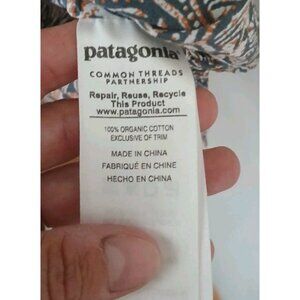 patagonia
COMMON THREADS
PARTNERSHIP
Repair, Reuse, Recycle
This Product
www.patagonia.com
100% ORGANIC COTTON
EXCLUSIVE OF TRIM
MADE IN CHINA
FABRIQUÉ EN CHINE
HECHO EN CHINA